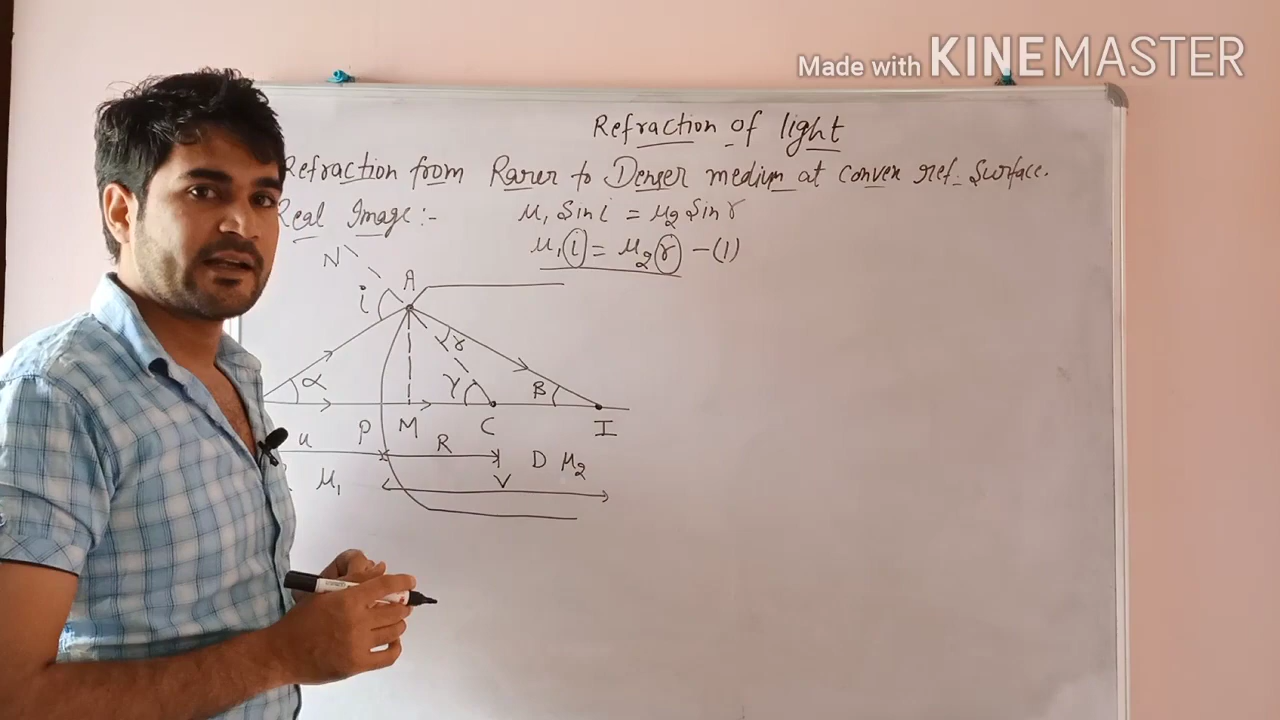 Made with KINEMASTER
Refraction of light
Refraction from Rarer to Denser medium at convex ref. surface.
Real Image :-
μ₁ Sin i = μ₂ Sin r
μ₁ i = μ₂ r - (1)
N
A
i
r
α
γ
β
P
M
C
I
u
R
D μ₂
μ₁
V